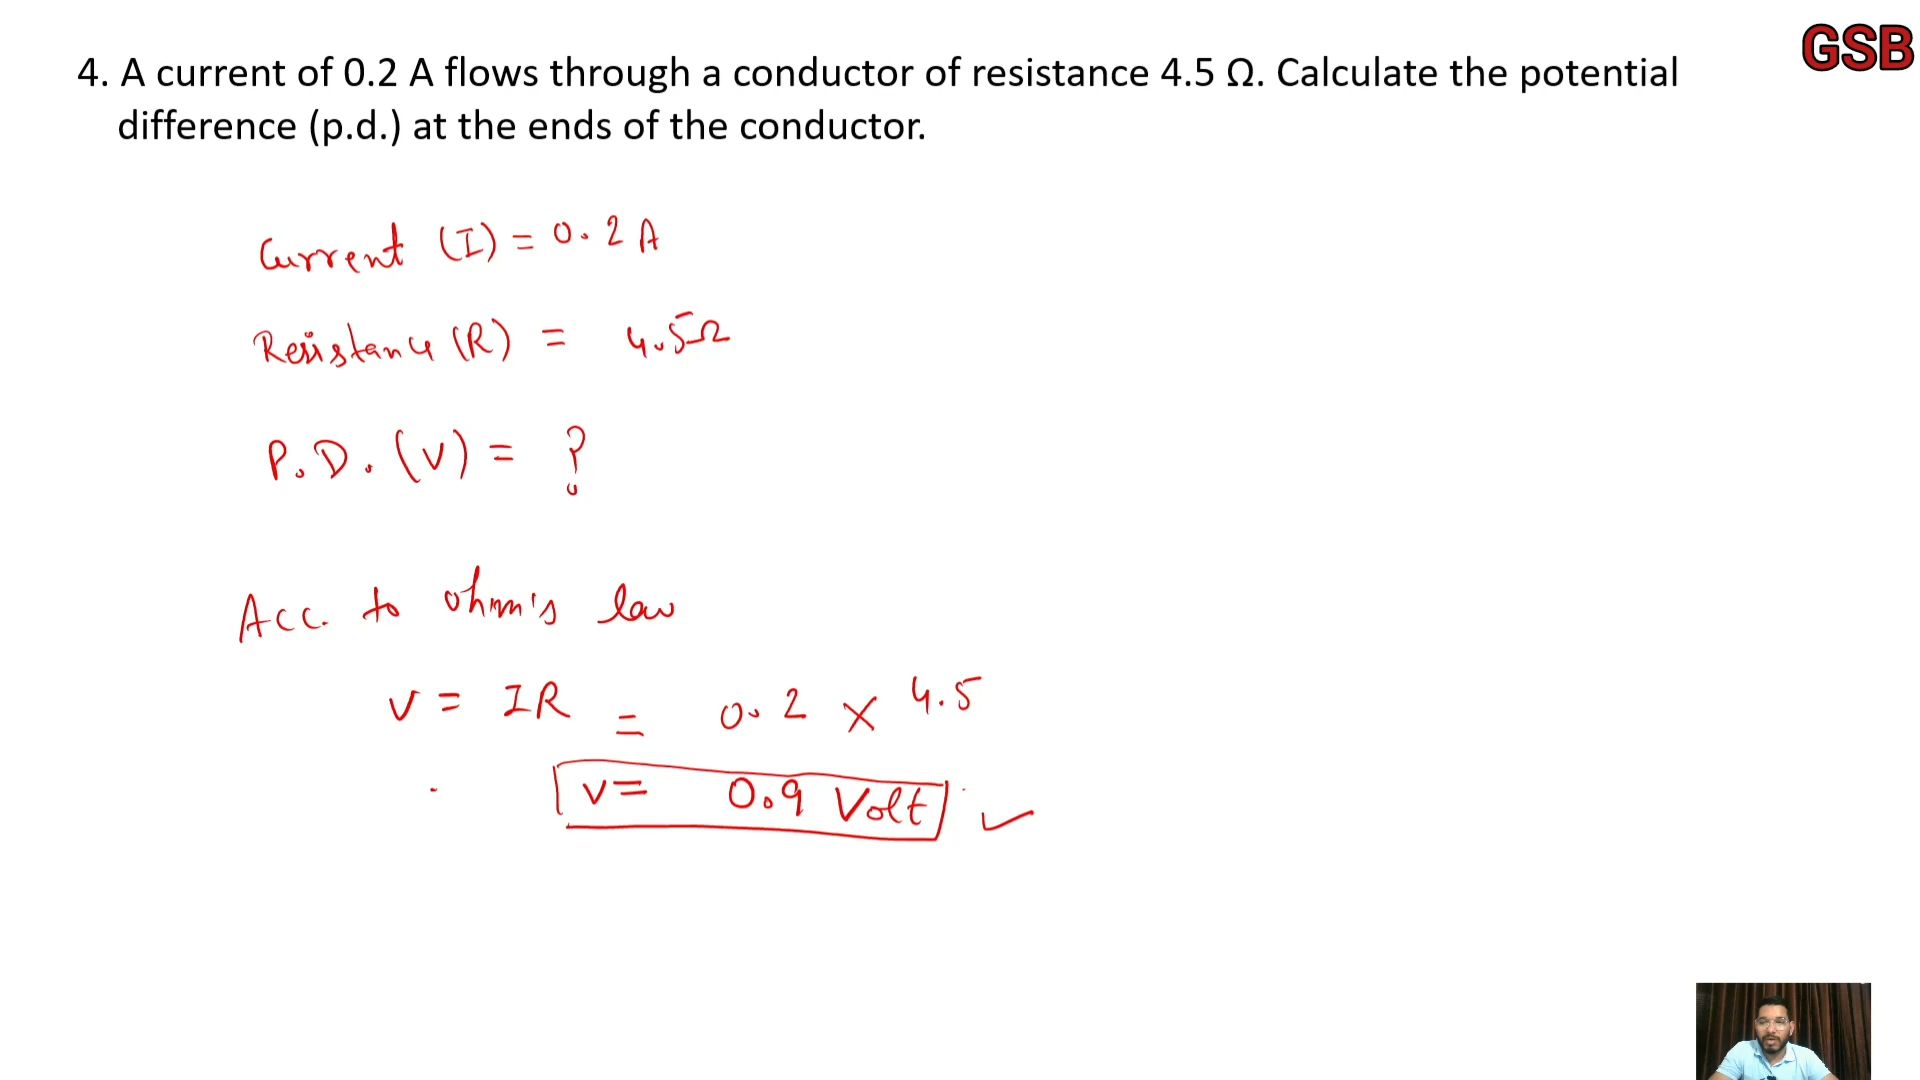 GSB
4. A current of 0.2 A flows through a conductor of resistance 4.5 Ω. Calculate the potential
difference (p.d.) at the ends of the conductor.
Current (I) = 0.2 A
Resistance (R) = 4.5Ω
P.D. (V) = ?
Acc. to ohm's law
V = IR = 0.2 × 4.5
V = 0.9 Volt